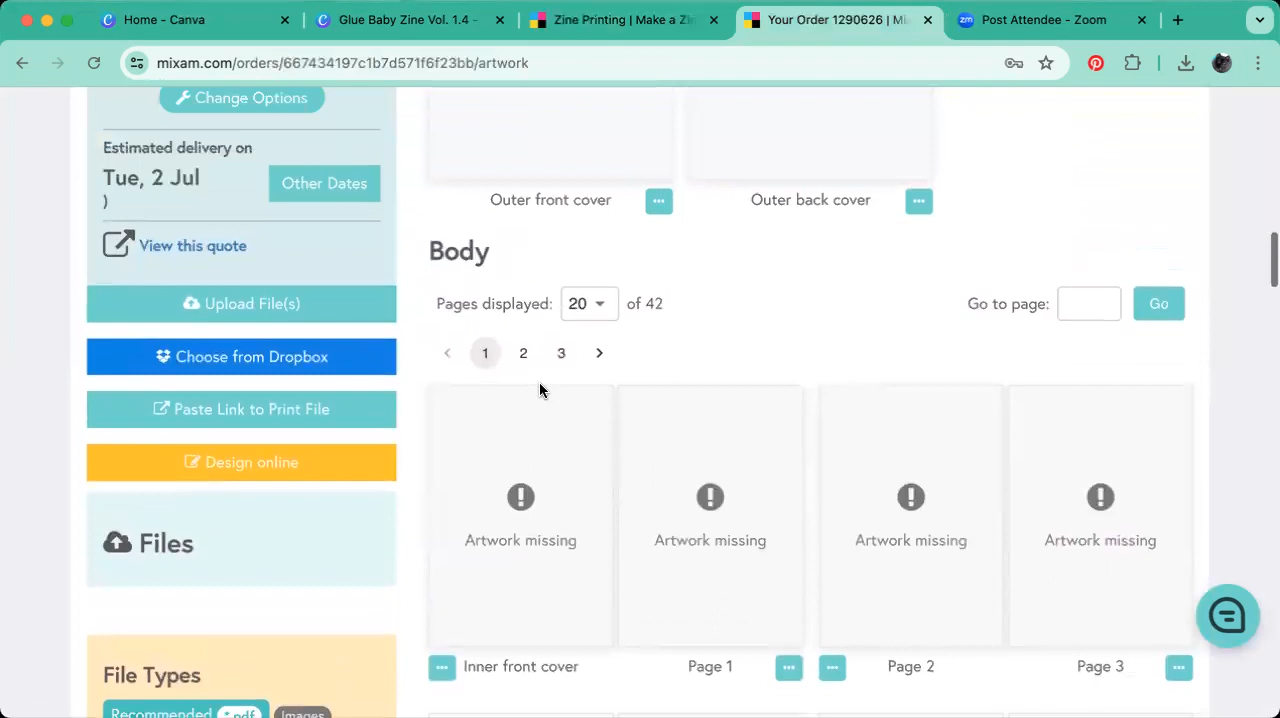 Home - Canva
Glue Baby Zine Vol. 1.4 -
Zine Printing | Make a Zin
Your Order 1290626 | Mi
Post Attendee - Zoom
mixam.com/orders/667434197c1b7d571f6f23bb/artwork
Change Options
Estimated delivery on
Tue, 2 Jul
)
Other Dates
View this quote
Upload File(s)
Choose from Dropbox
Paste Link to Print File
Design online
Files
File Types
Recommended *.pdf Images
Outer front cover
Outer back cover
Body
Pages displayed: 20 of 42
Go to page: Go
1 2 3
Artwork missing
Artwork missing
Artwork missing
Artwork missing
Inner front cover
Page 1
Page 2
Page 3